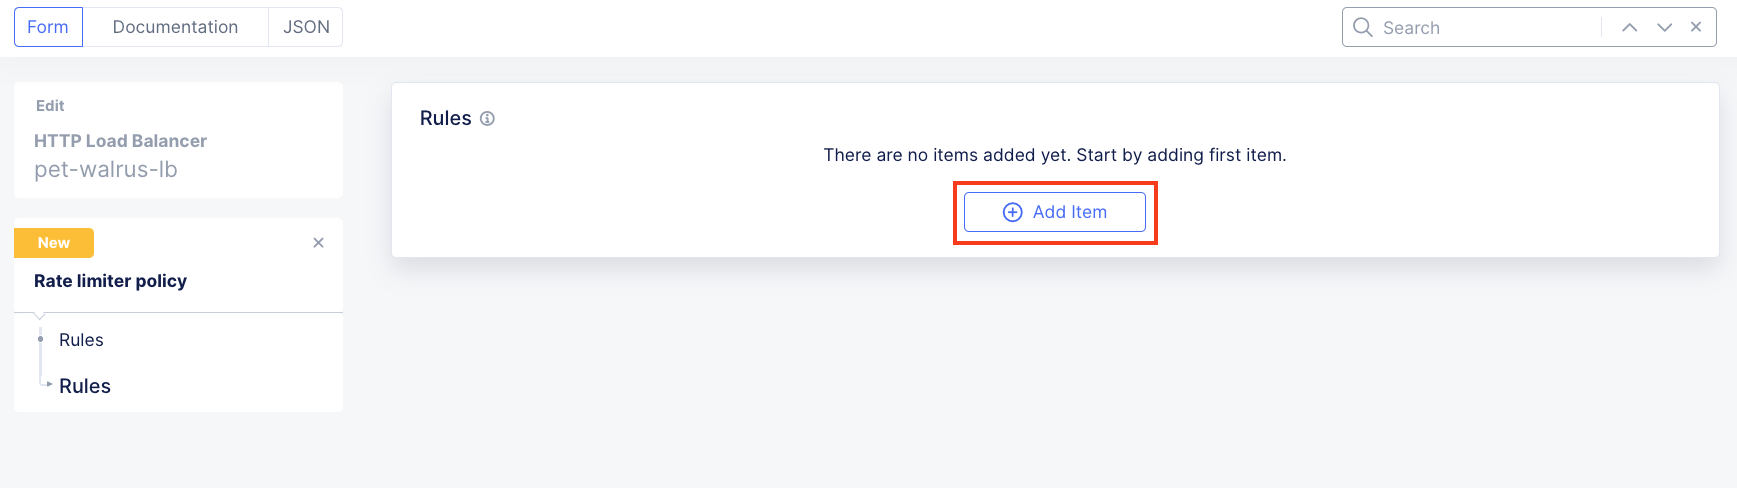 Form Documentation JSON
Search
Edit
HTTP Load Balancer
pet-walrus-lb
New
Rate limiter policy
Rules
Rules
Rules
There are no items added yet. Start by adding first item.
Add Item